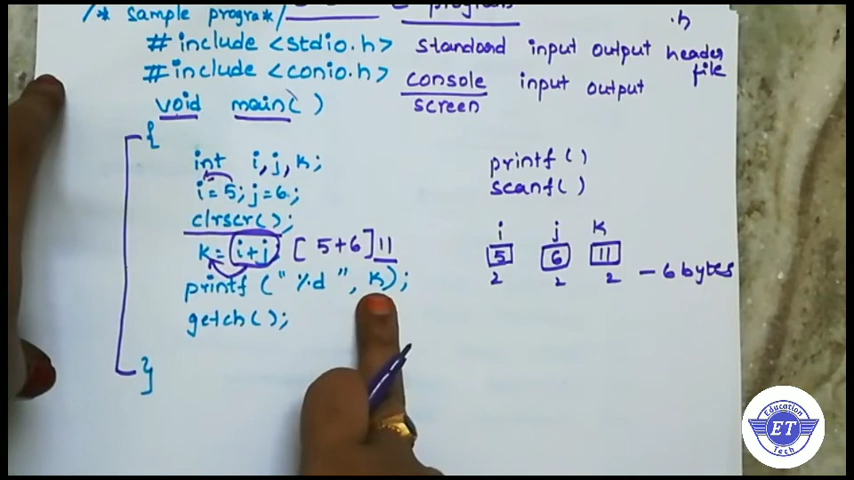 /* sample progra*/ C program
.h
#include <stdio.h> standard input output header file
#include <conio.h> console input output
screen
void main( )
{
int i,j,k;
i=5; j=6;
clrscr();
k=i+j [5+6] 11
printf ("%d", k);
getch();
}
printf ()
scanf()
i j k
5 6 11
2 2 2 – 6 bytes
Education
ET
Tech